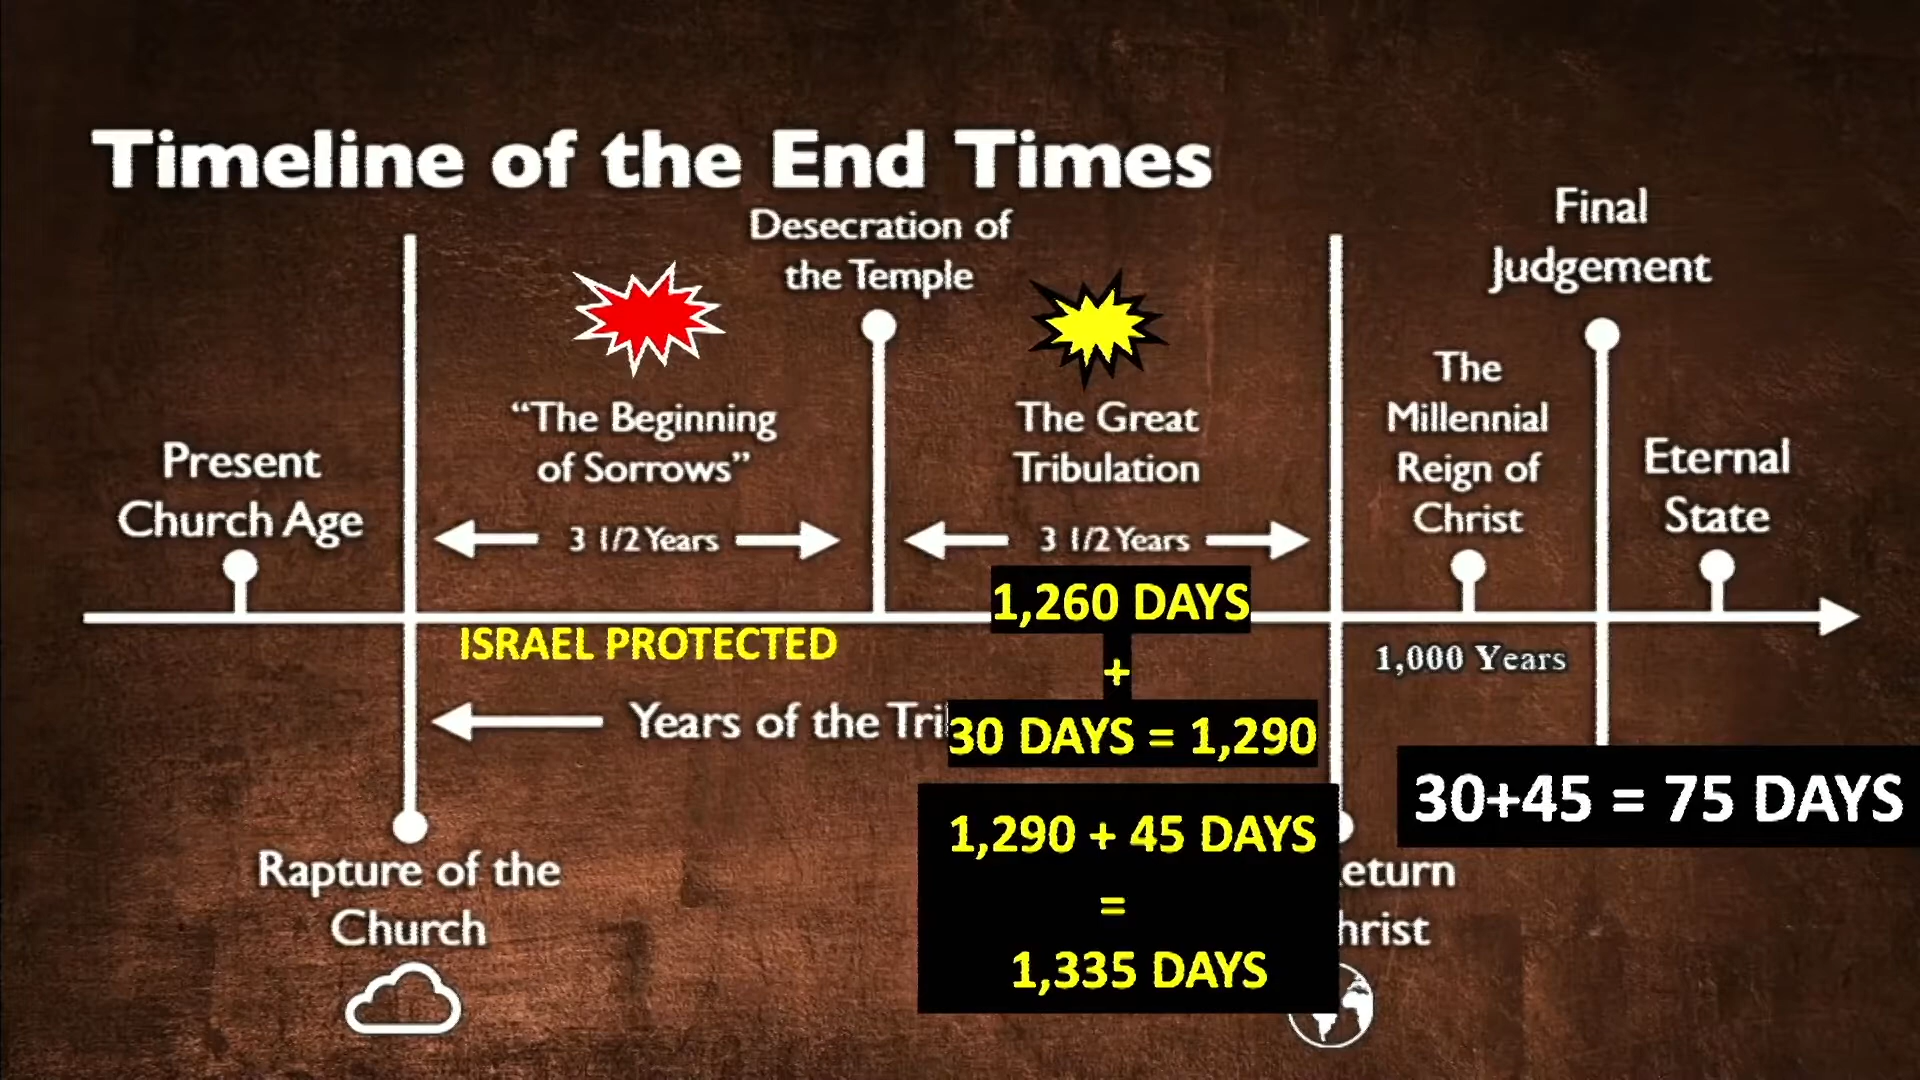 Timeline of the End Times
Desecration of
the Temple
Final
Judgement
"The Beginning
of Sorrows"
The Great
Tribulation
The
Millennial
Reign of
Christ
Present
Church Age
Eternal
State
3 1/2 Years
3 1/2 Years
1,260 DAYS
ISRAEL PROTECTED
+
1,000 Years
Years of the
30 DAYS = 1,290
30+45 = 75 DAYS
1,290 + 45 DAYS
=
1,335 DAYS
Rapture of the
Church